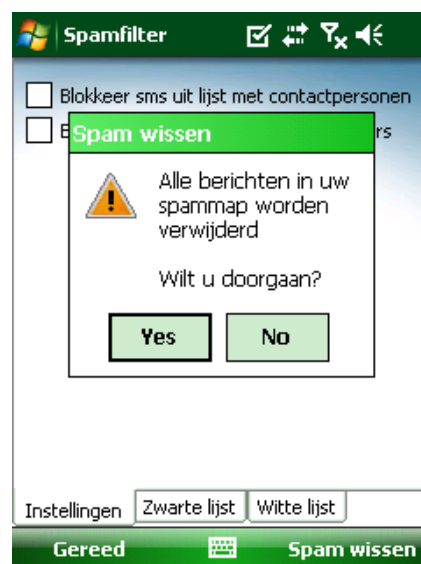 Spamfilter
Blokkeer sms uit lijst met contactpersonen
Spam wissen
Alle berichten in uw
spammap worden
verwijderd
Wilt u doorgaan?
Yes
No
Instellingen
Zwarte lijst
Witte lijst
Gereed
Spam wissen